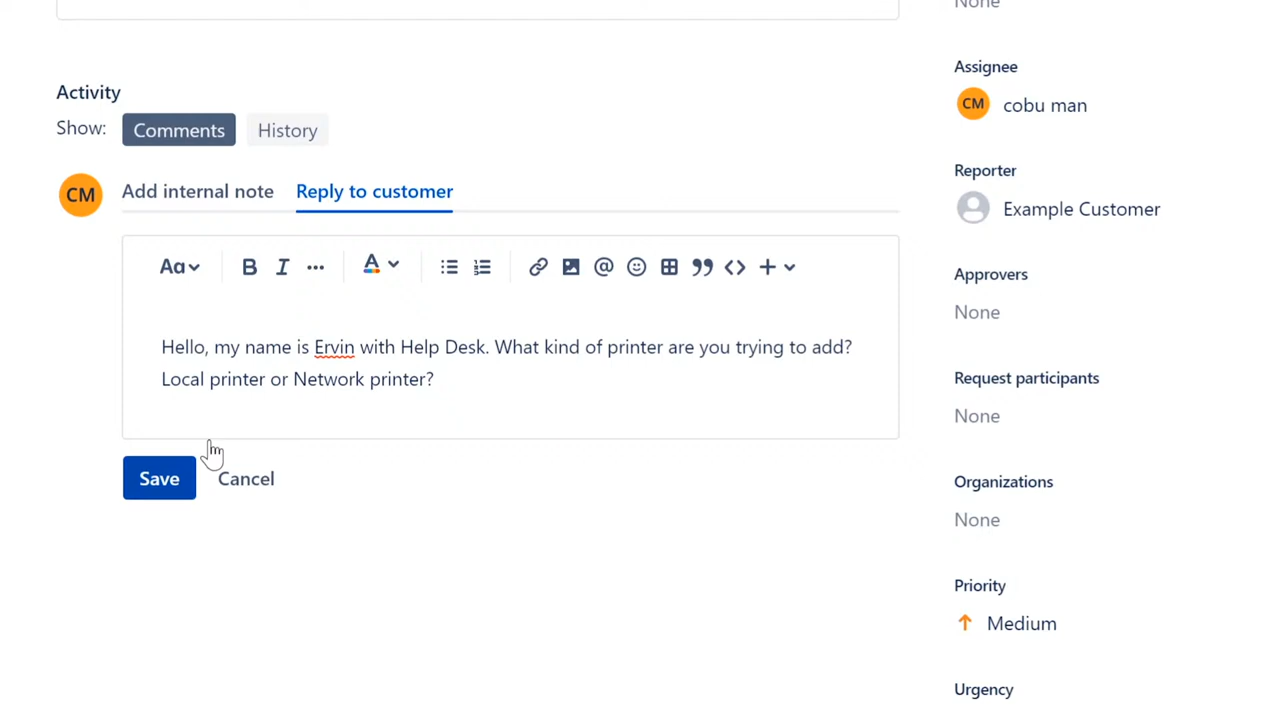 None
Assignee
CM cobu man
Activity
Show: Comments History
Reporter
Example Customer
CM Add internal note Reply to customer
Aa B I ... A @ <> +
Approvers
None
Hello, my name is Ervin with Help Desk. What kind of printer are you trying to add?
Local printer or Network printer?
Request participants
None
Save Cancel
Organizations
None
Priority
Medium
Urgency